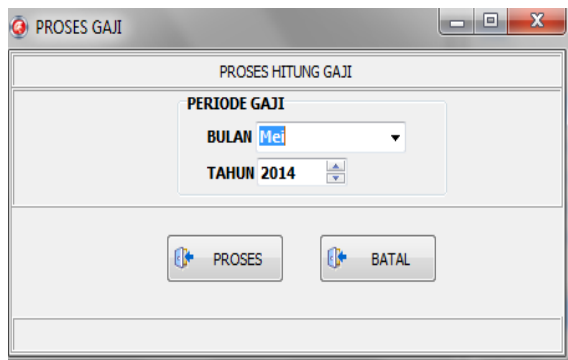 PROSES GAJI
PROSES HITUNG GAJI
PERIODE GAJI
BULAN Mei
TAHUN 2014
PROSES BATAL